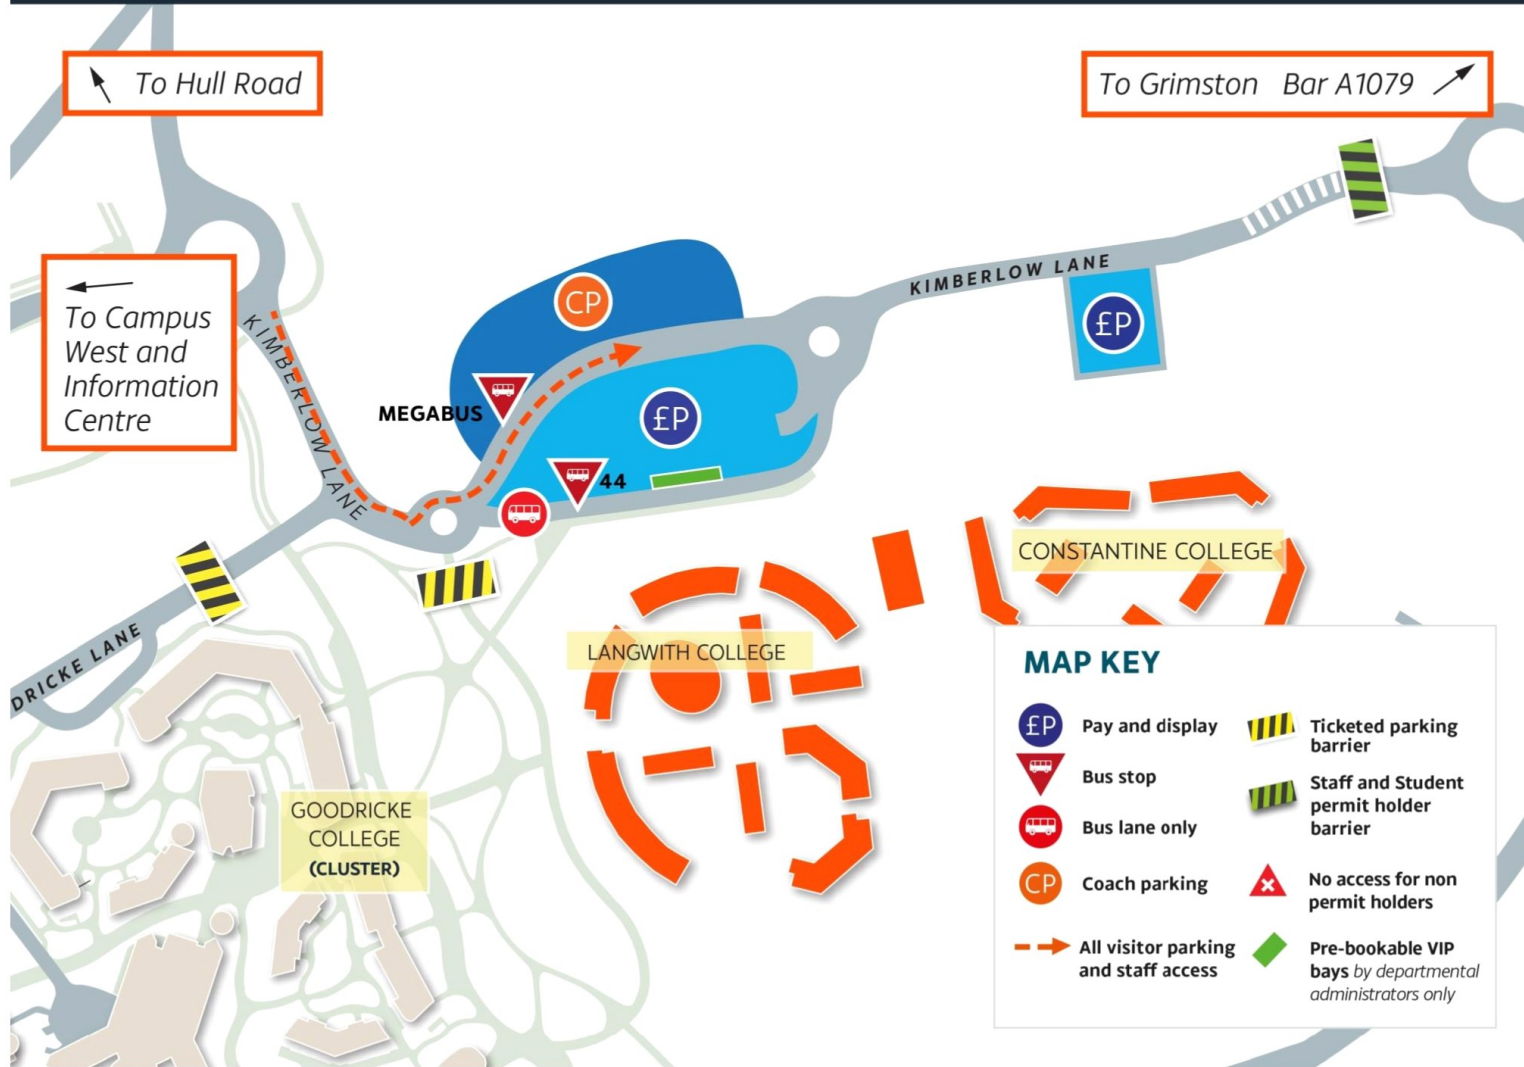 To Hull Road
To Grimston Bar A1079
To Campus
West and
Information
Centre
KIMBERLOW LANE
KIMBERLOW LANE
CP
£P
£P
MEGABUS
44
CONSTANTINE COLLEGE
LANGWITH COLLEGE
DRICKE LANE
GOODRICKE
COLLEGE
(CLUSTER)
MAP KEY
£P Pay and display
Bus stop
Bus lane only
CP Coach parking
All visitor parking
and staff access
Ticketed parking
barrier
Staff and Student
permit holder
barrier
No access for non
permit holders
Pre-bookable VIP
bays by departmental
administrators only